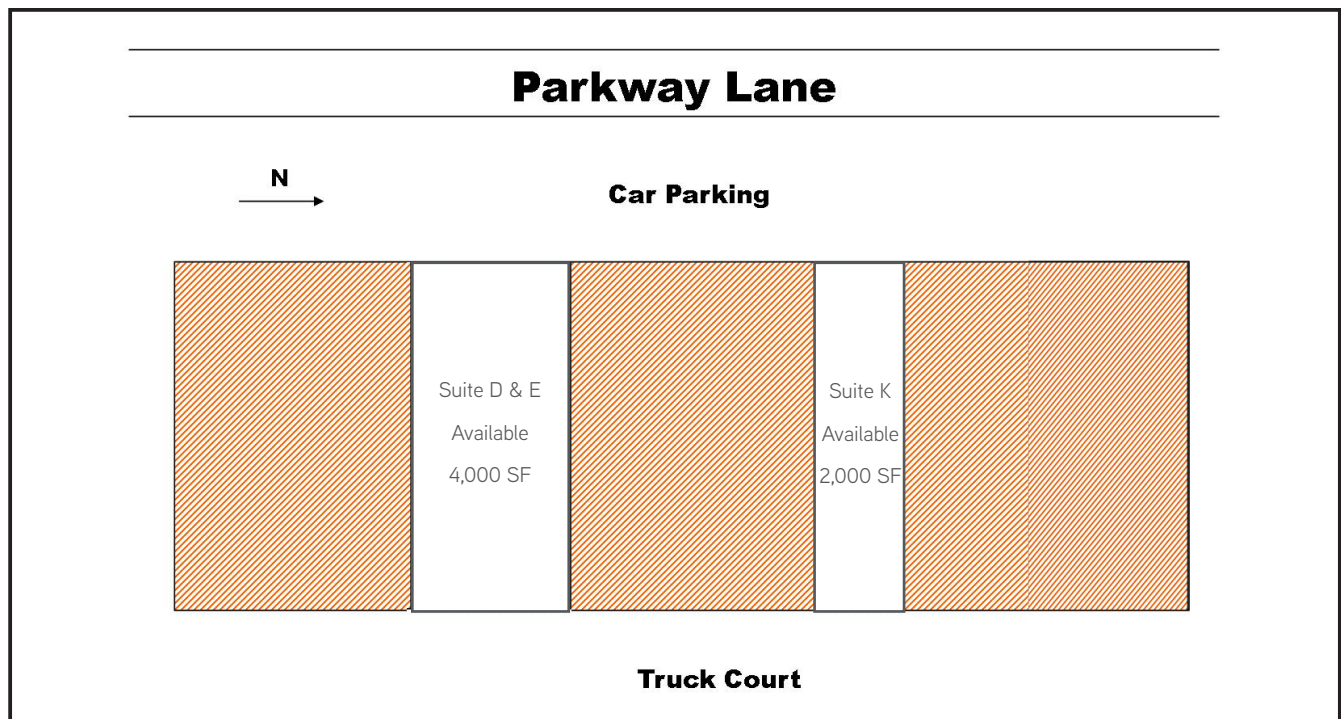 Parkway Lane
N
Car Parking
Suite D & E
Available
4,000 SF
Suite K
Available
2,000 SF
Truck Court